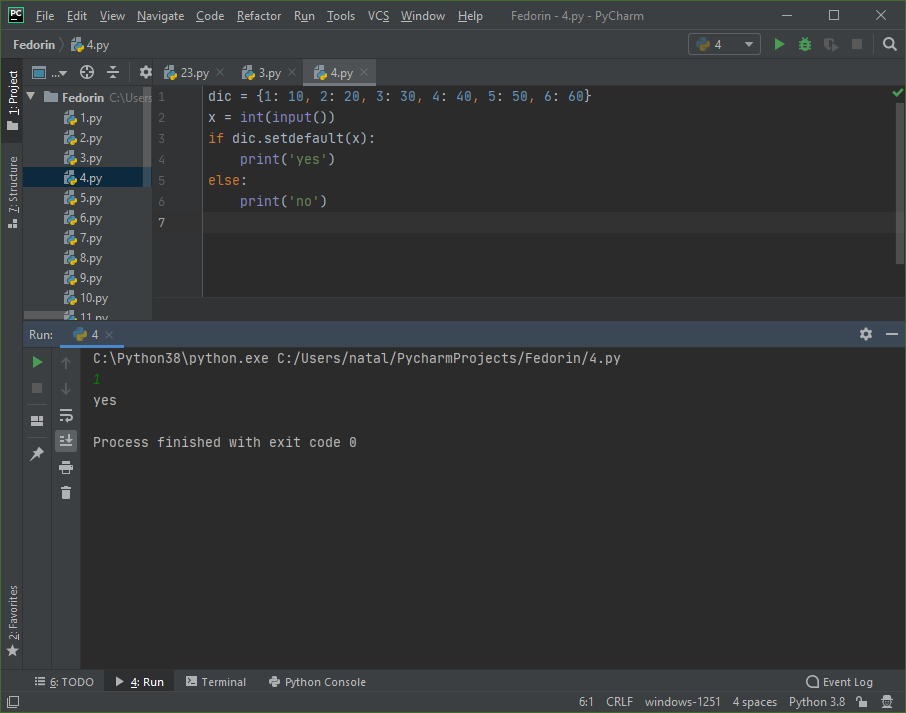 PC File Edit View Navigate Code Refactor Run Tools VCS Window Help Fedorin - 4.py - PyCharm
Fedorin 4.py 4
1: Project
... 23.py 3.py 4.py
Fedorin C:\Users
1.py
2.py
3.py
4.py
5.py
6.py
7.py
8.py
9.py
10.py
11.py
1 dic = {1: 10, 2: 20, 3: 30, 4: 40, 5: 50, 6: 60}
2 x = int(input())
3 if dic.setdefault(x):
4 print('yes')
5 else:
6 print('no')
7
7: Structure
Run: 4
C:\Python38\python.exe C:/Users/natal/PycharmProjects/Fedorin/4.py
1
yes
Process finished with exit code 0
2: Favorites
6: TODO 4: Run Terminal Python Console Event Log
6:1 CRLF windows-1251 4 spaces Python 3.8